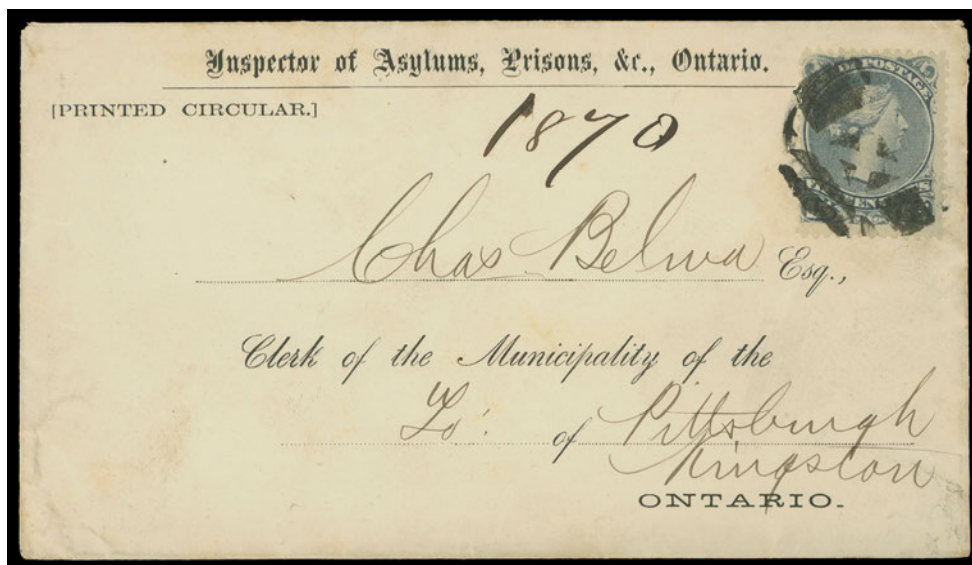 Inspector of Asylums, Prisons, &c., Ontario.
[PRINTED CIRCULAR.]
1870
POSTAGE
Chas Belwa Esq.,
Clerk of the Municipality of the
To. of Pittsburgh
Kingston
ONTARIO.